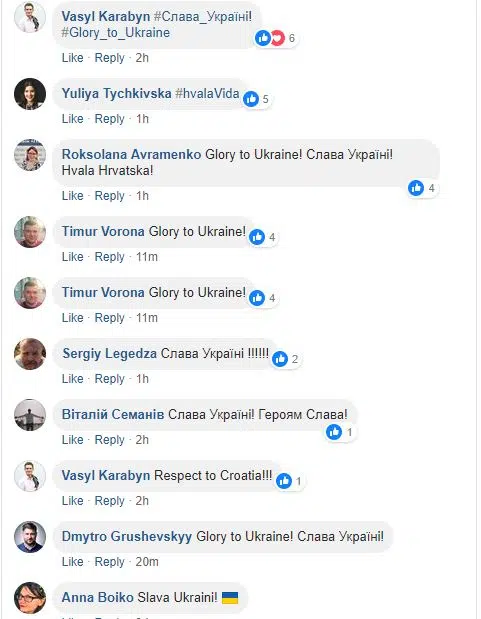 Vasyl Karabyn #Слава_Україні!
#Glory_to_Ukraine
6
Like · Reply · 2h
Yuliya Tychkivska #hvalaVida
5
Like · Reply · 1h
Roksolana Avramenko Glory to Ukraine! Слава Україні!
Hvala Hrvatska!
4
Like · Reply · 1h
Timur Vorona Glory to Ukraine!
4
Like · Reply · 11m
Timur Vorona Glory to Ukraine!
4
Like · Reply · 11m
Sergiy Legedza Слава Україні !!!!!!
2
Like · Reply · 1h
Віталій Семанів Слава Україні! Героям Слава!
1
Like · Reply · 2h
Vasyl Karabyn Respect to Croatia!!!
1
Like · Reply · 2h
Dmytro Grushevskyy Glory to Ukraine! Слава Україні!
Like · Reply · 20m
Anna Boiko Slava Ukraini! 🇺🇦